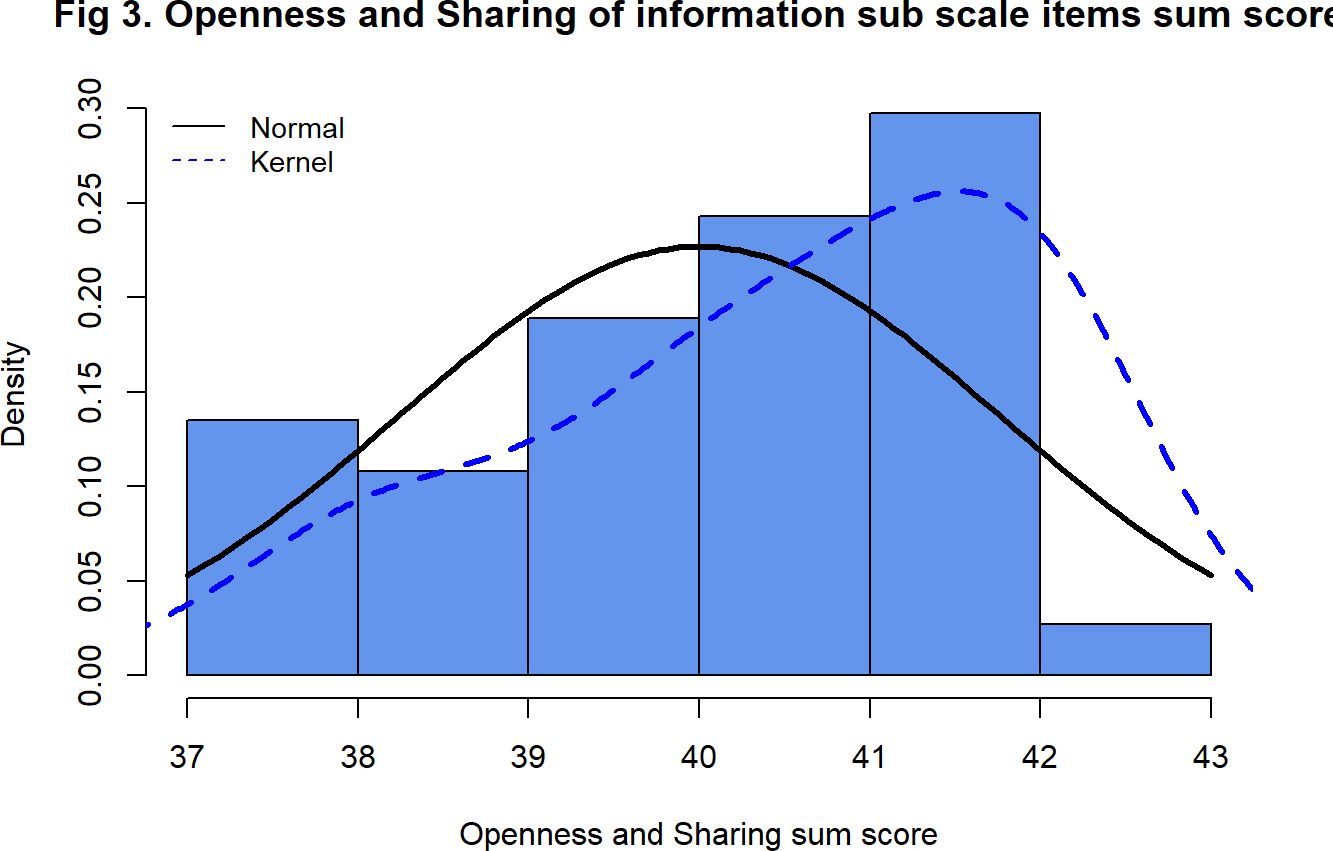 Fig 3. Openness and Sharing of information sub scale items sum score
Normal
Kernel
Density
0.30
0.25
0.20
0.15
0.10
0.05
0.00
37 38 39 40 41 42 43
Openness and Sharing sum score